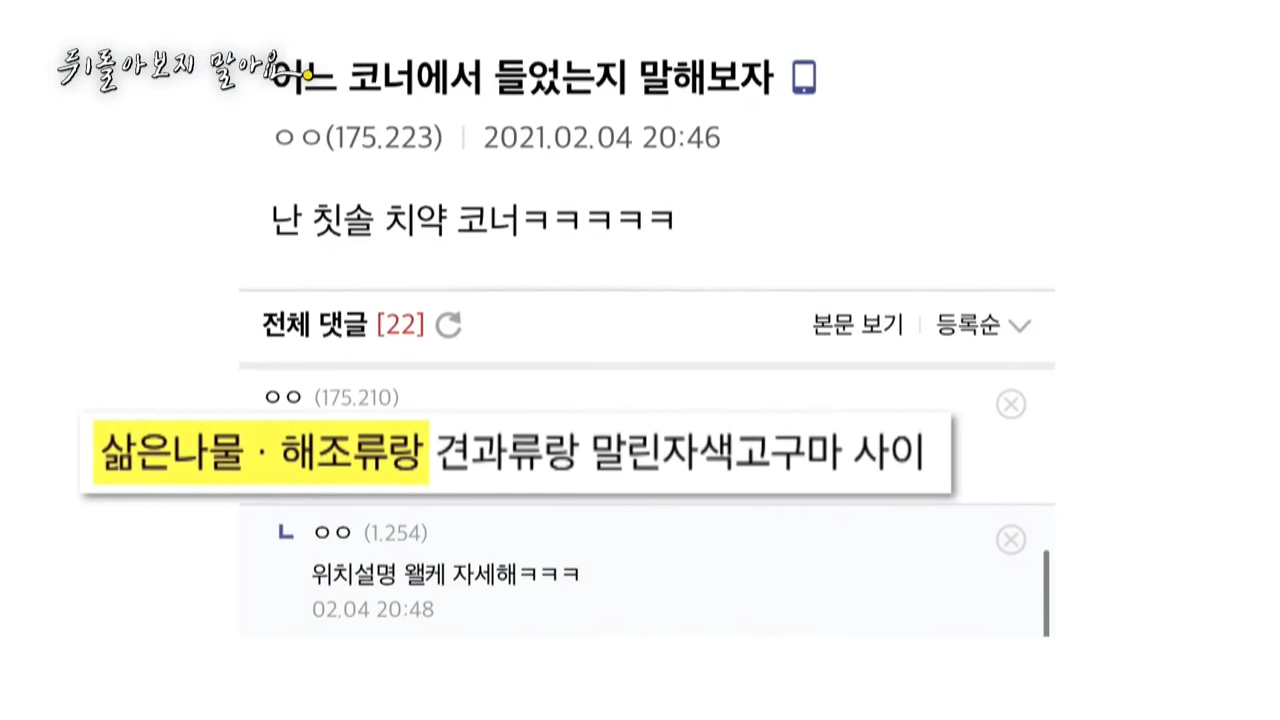 뒤돌아보지 말아요
어느 코너에서 들었는지 말해보자
ㅇㅇ(175.223) | 2021.02.04 20:46
난 칫솔 치약 코너ㅋㅋㅋㅋㅋ
전체 댓글 [22] 본문 보기 | 등록순
ㅇㅇ (175.210)
삶은나물 · 해조류랑 견과류랑 말린자색고구마 사이
ㄴ ㅇㅇ (1.254)
위치설명 왤케 자세해ㅋㅋㅋ
02.04 20:48